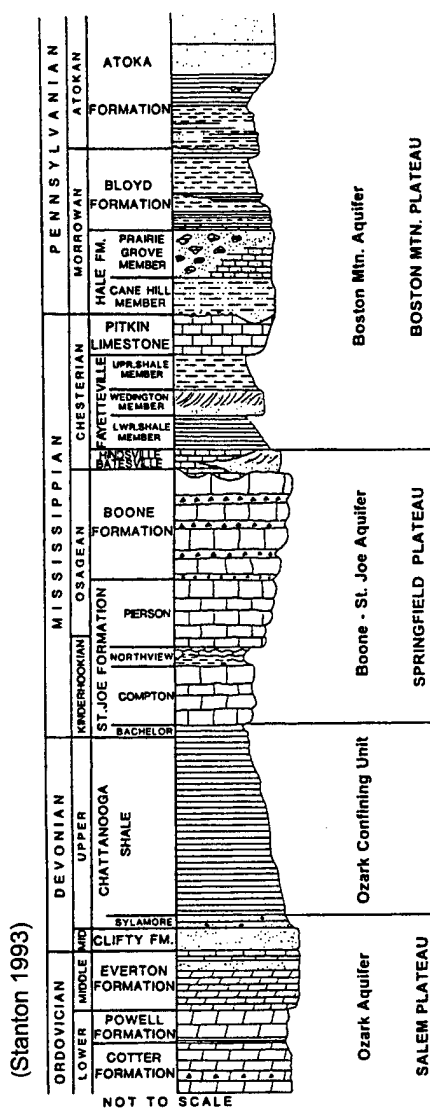 PENNSYLVANIAN
ATOKAN
ATOKA
FORMATION
MORROWAN
BLOYD
FORMATION
HALE FM.
PRAIRIE
GROVE
MEMBER
CANE HILL
MEMBER
Boston Mtn. Aquifer
BOSTON MTN. PLATEAU
MISSISSIPPIAN
CHESTERIAN
PITKIN
LIMESTONE
FAYETTEVILLE
UPR. SHALE
MEMBER
WEDINGTON
MEMBER
LWR. SHALE
MEMBER
HINDSVILLE
BATESVILLE
OSAGEAN
BOONE
FORMATION
ST. JOE FORMATION
PIERSON
KINDERHOOKIAN
NORTHVIEW
COMPTON
BACHELOR
Boone - St. Joe Aquifer
SPRINGFIELD PLATEAU
DEVONIAN
UPPER
CHATTANOOGA
SHALE
Ozark Confining Unit
SYLAMORE
MID
CLIFTY FM.
ORDOVICIAN
MIDDLE
EVERTON
FORMATION
LOWER
POWELL
FORMATION
COTTER
FORMATION
Ozark Aquifer
SALEM PLATEAU
NOT TO SCALE
(Stanton 1993)